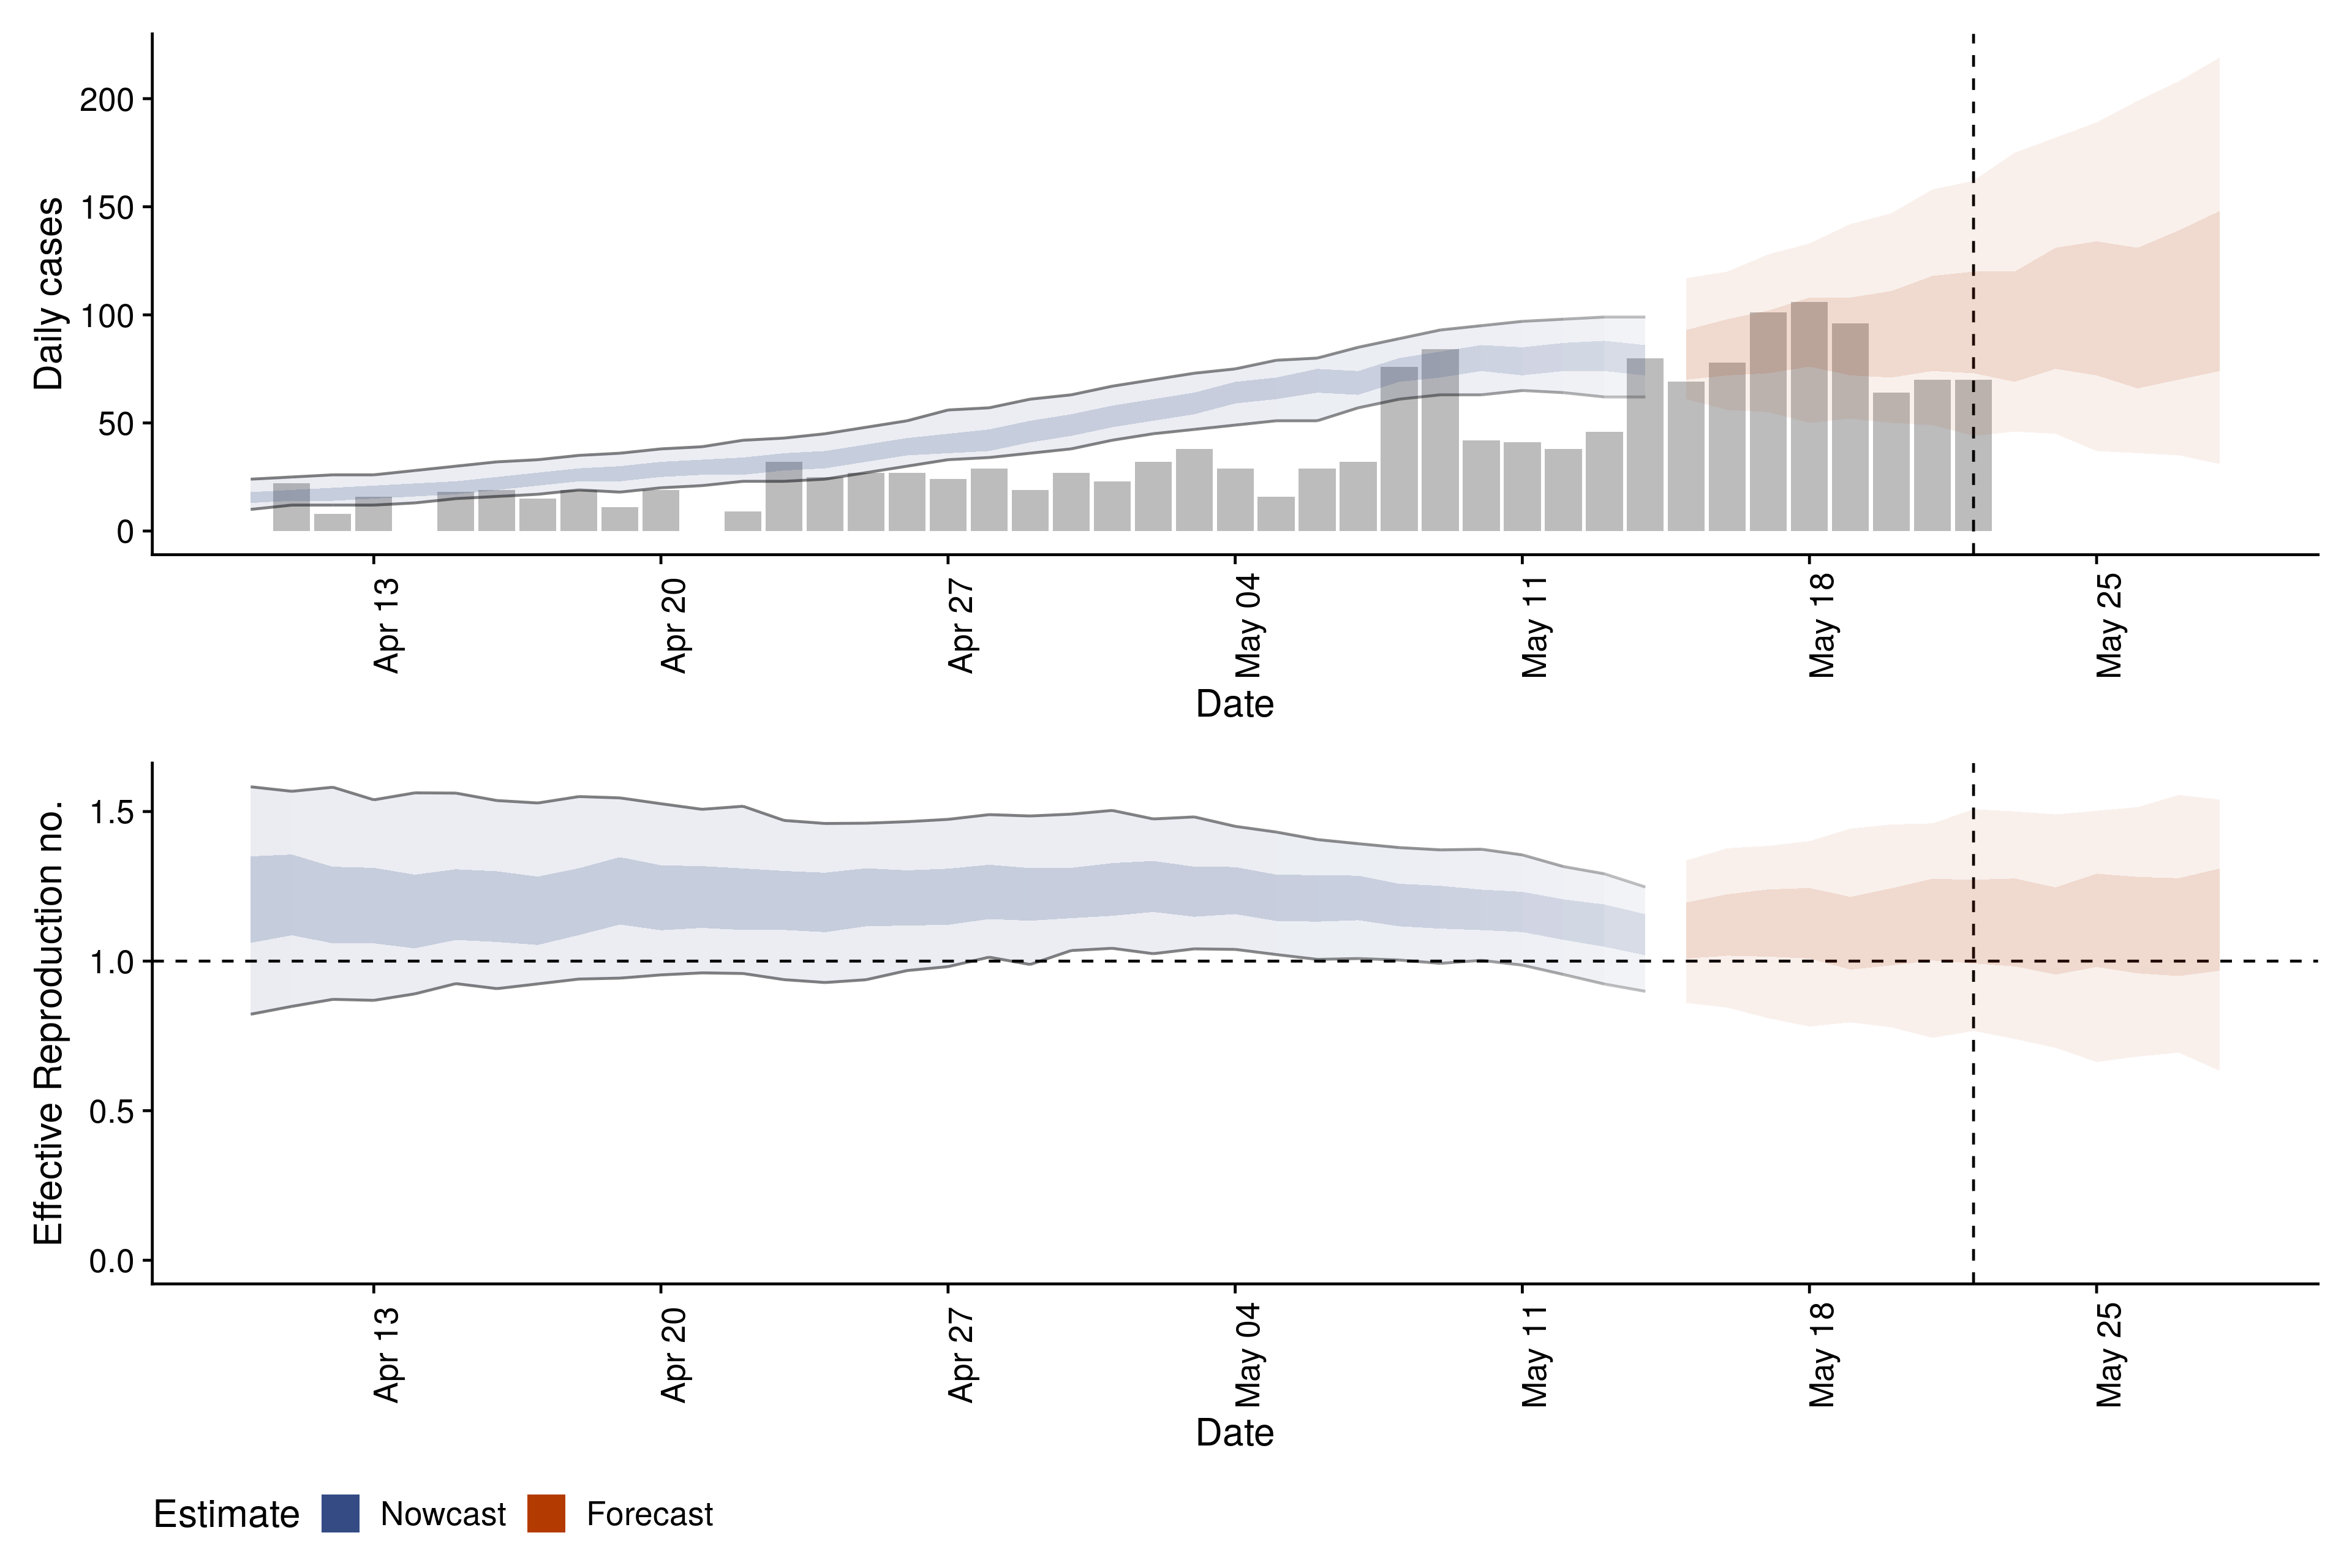 Daily cases
200
150
100
50
0
Apr 13
Apr 20
Apr 27
May 04
May 11
May 18
May 25
Date
Effective Reproduction no.
1.5
1.0
0.5
0.0
Apr 13
Apr 20
Apr 27
May 04
May 11
May 18
May 25
Date
Estimate Nowcast Forecast